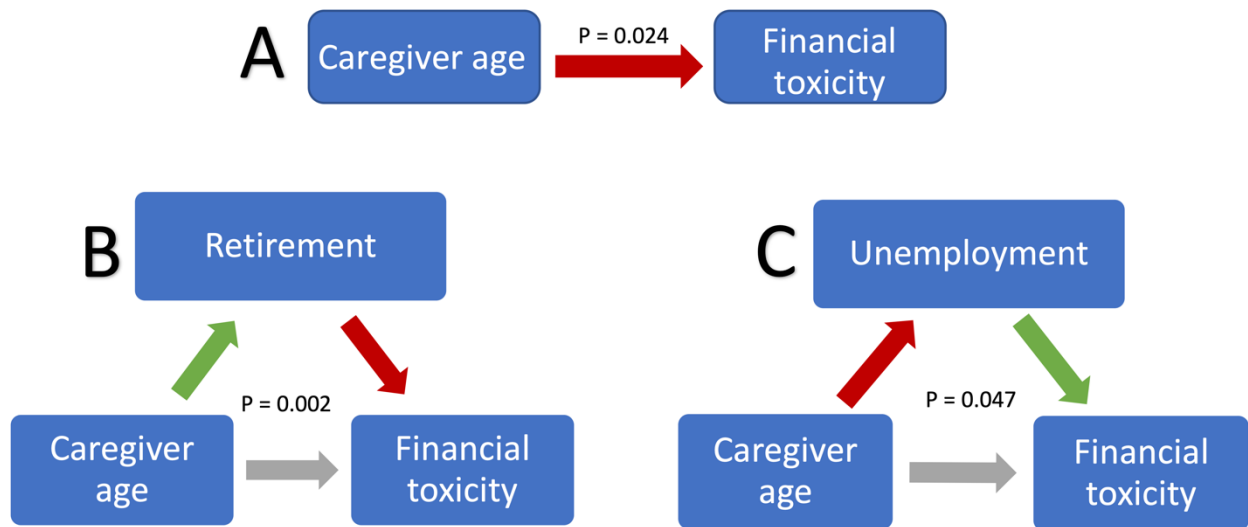 A
Caregiver age
P = 0.024
Financial
toxicity
B
Retirement
P = 0.002
Caregiver
age
Financial
toxicity
C
Unemployment
P = 0.047
Caregiver
age
Financial
toxicity